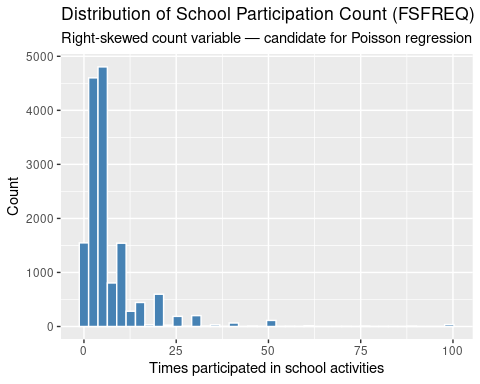 Distribution of School Participation Count (FSFREQ)
Right-skewed count variable — candidate for Poisson regression
Count
5000
4000
3000
2000
1000
0
0 25 50 75 100
Times participated in school activities